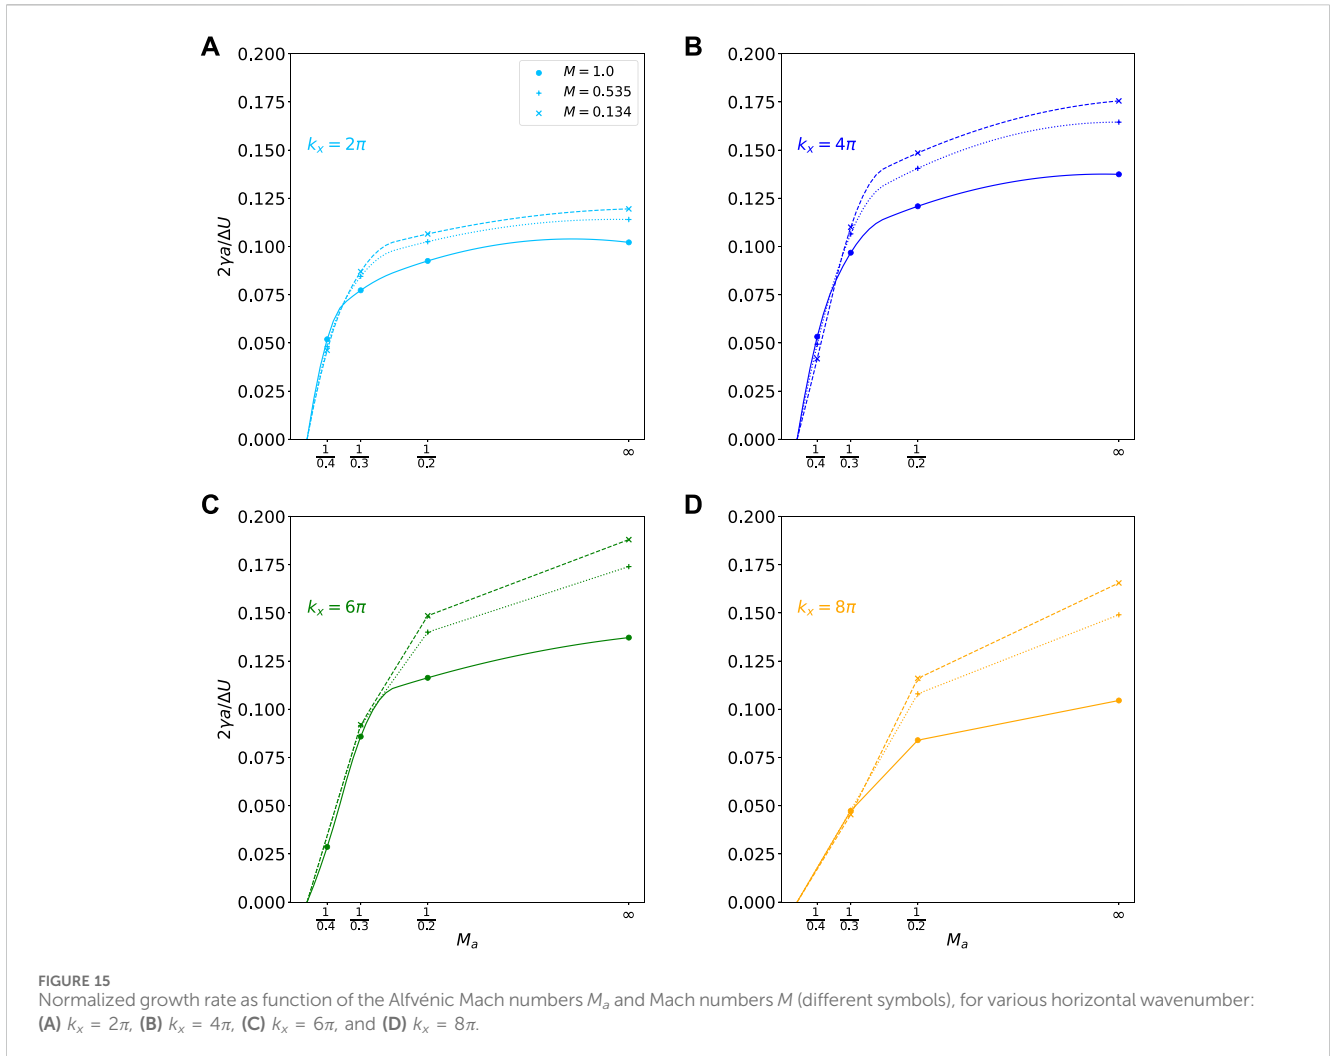 A
0.200
0.175
0.150
0.125
0.100
0.075
0.050
0.025
0.000
2γa/ΔU
k_x = 2π
M = 1.0
M = 0.535
M = 0.134
1/0.4 1/0.3 1/0.2 ∞
B
0.200
0.175
0.150
0.125
0.100
0.075
0.050
0.025
0.000
k_x = 4π
1/0.4 1/0.3 1/0.2 ∞
C
0.200
0.175
0.150
0.125
0.100
0.075
0.050
0.025
0.000
2γa/ΔU
k_x = 6π
1/0.4 1/0.3 1/0.2 ∞
M_a
D
0.200
0.175
0.150
0.125
0.100
0.075
0.050
0.025
0.000
k_x = 8π
1/0.4 1/0.3 1/0.2 ∞
M_a
FIGURE 15
Normalized growth rate as function of the Alfvénic Mach numbers M_a and Mach numbers M (different symbols), for various horizontal wavenumber:
(A) k_x = 2π, (B) k_x = 4π, (C) k_x = 6π, and (D) k_x = 8π.